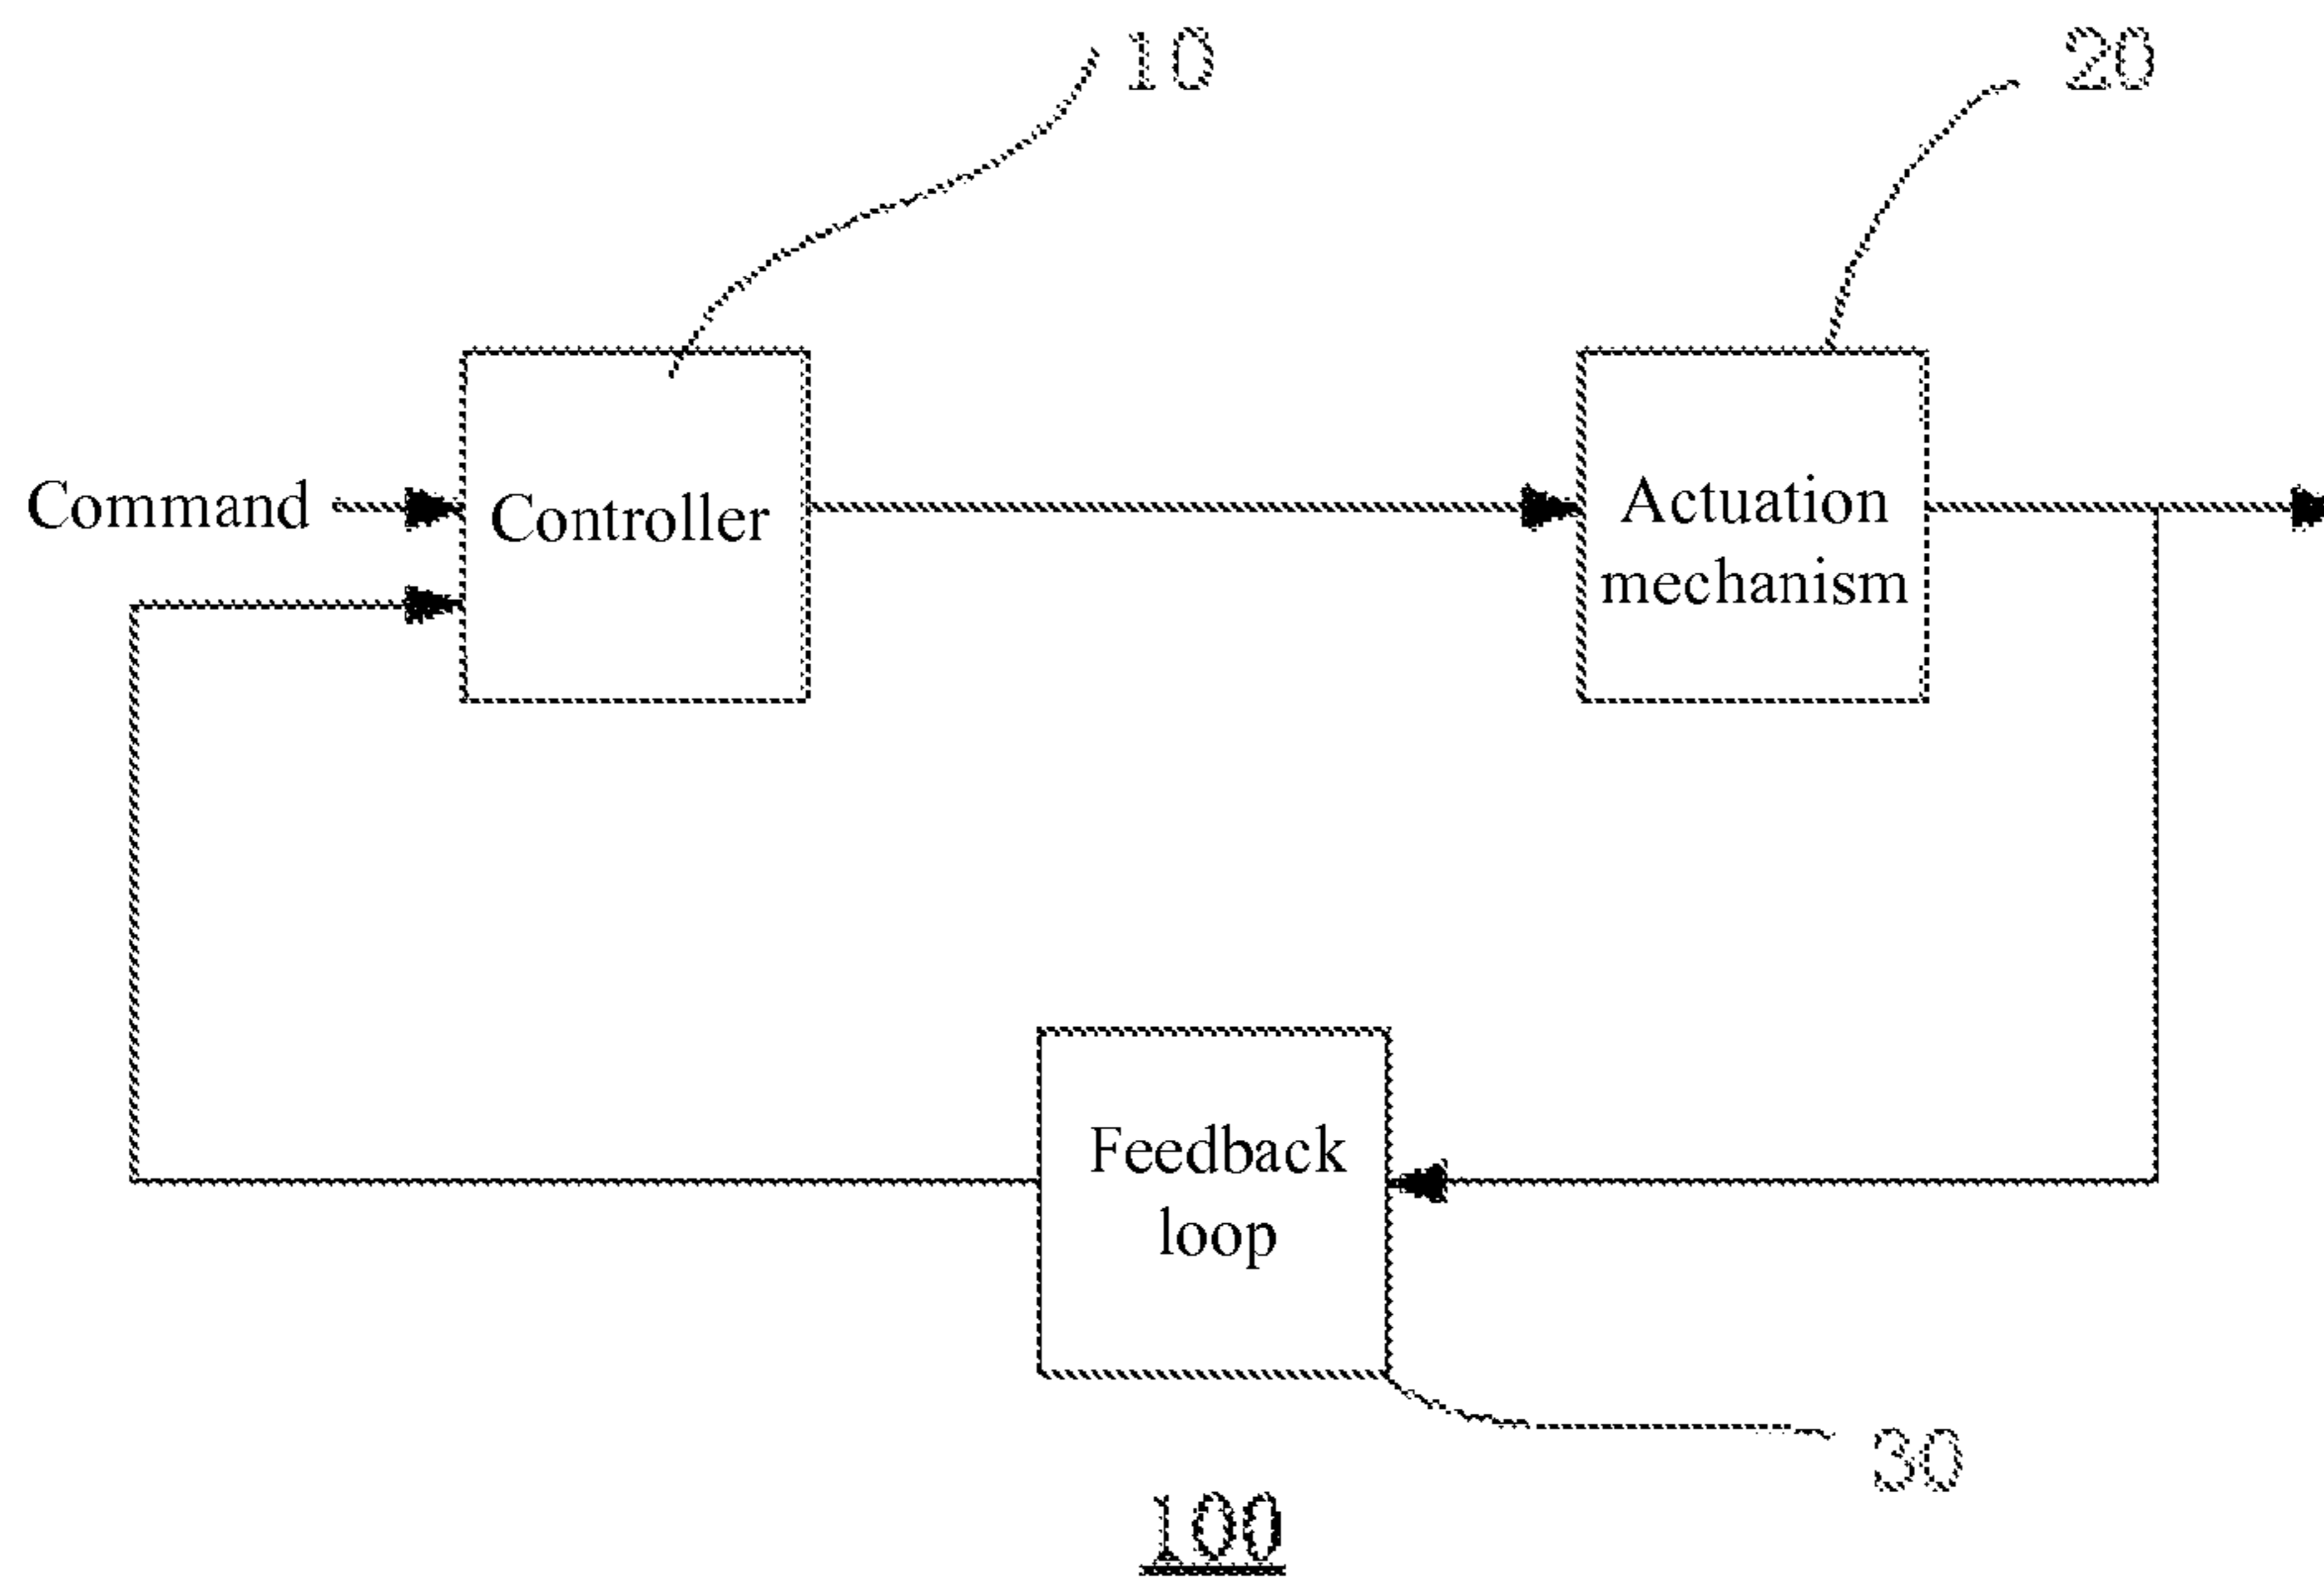 10
20
Command
Controller
Actuation
mechanism
Feedback
loop
30
100